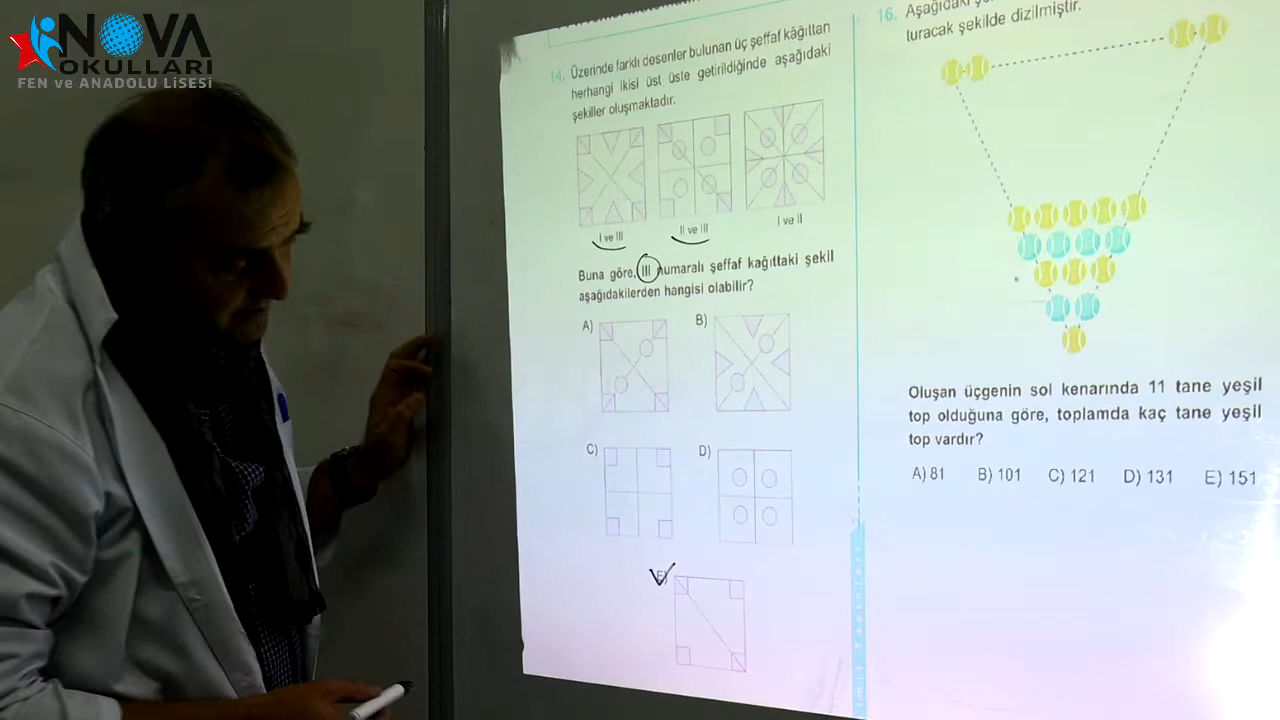 NOVA
OKULLARI
FEN ve ANADOLU LİSESİ
14. Üzerinde farklı desenler bulunan üç şeffaf kâğıttan
herhangi ikisi üst üste getirildiğinde aşağıdaki
şekiller oluşmaktadır.
I ve III
II ve III
I ve II
Buna göre, III numaralı şeffaf kağıttaki şekil
aşağıdakilerden hangisi olabilir?
A)
B)
C)
D)
E)
16. Aşağıdaki
turacak şekilde dizilmiştir.
Oluşan üçgenin sol kenarında 11 tane yeşil
top olduğuna göre, toplamda kaç tane yeşil
top vardır?
A) 81 B) 101 C) 121 D) 131 E) 151